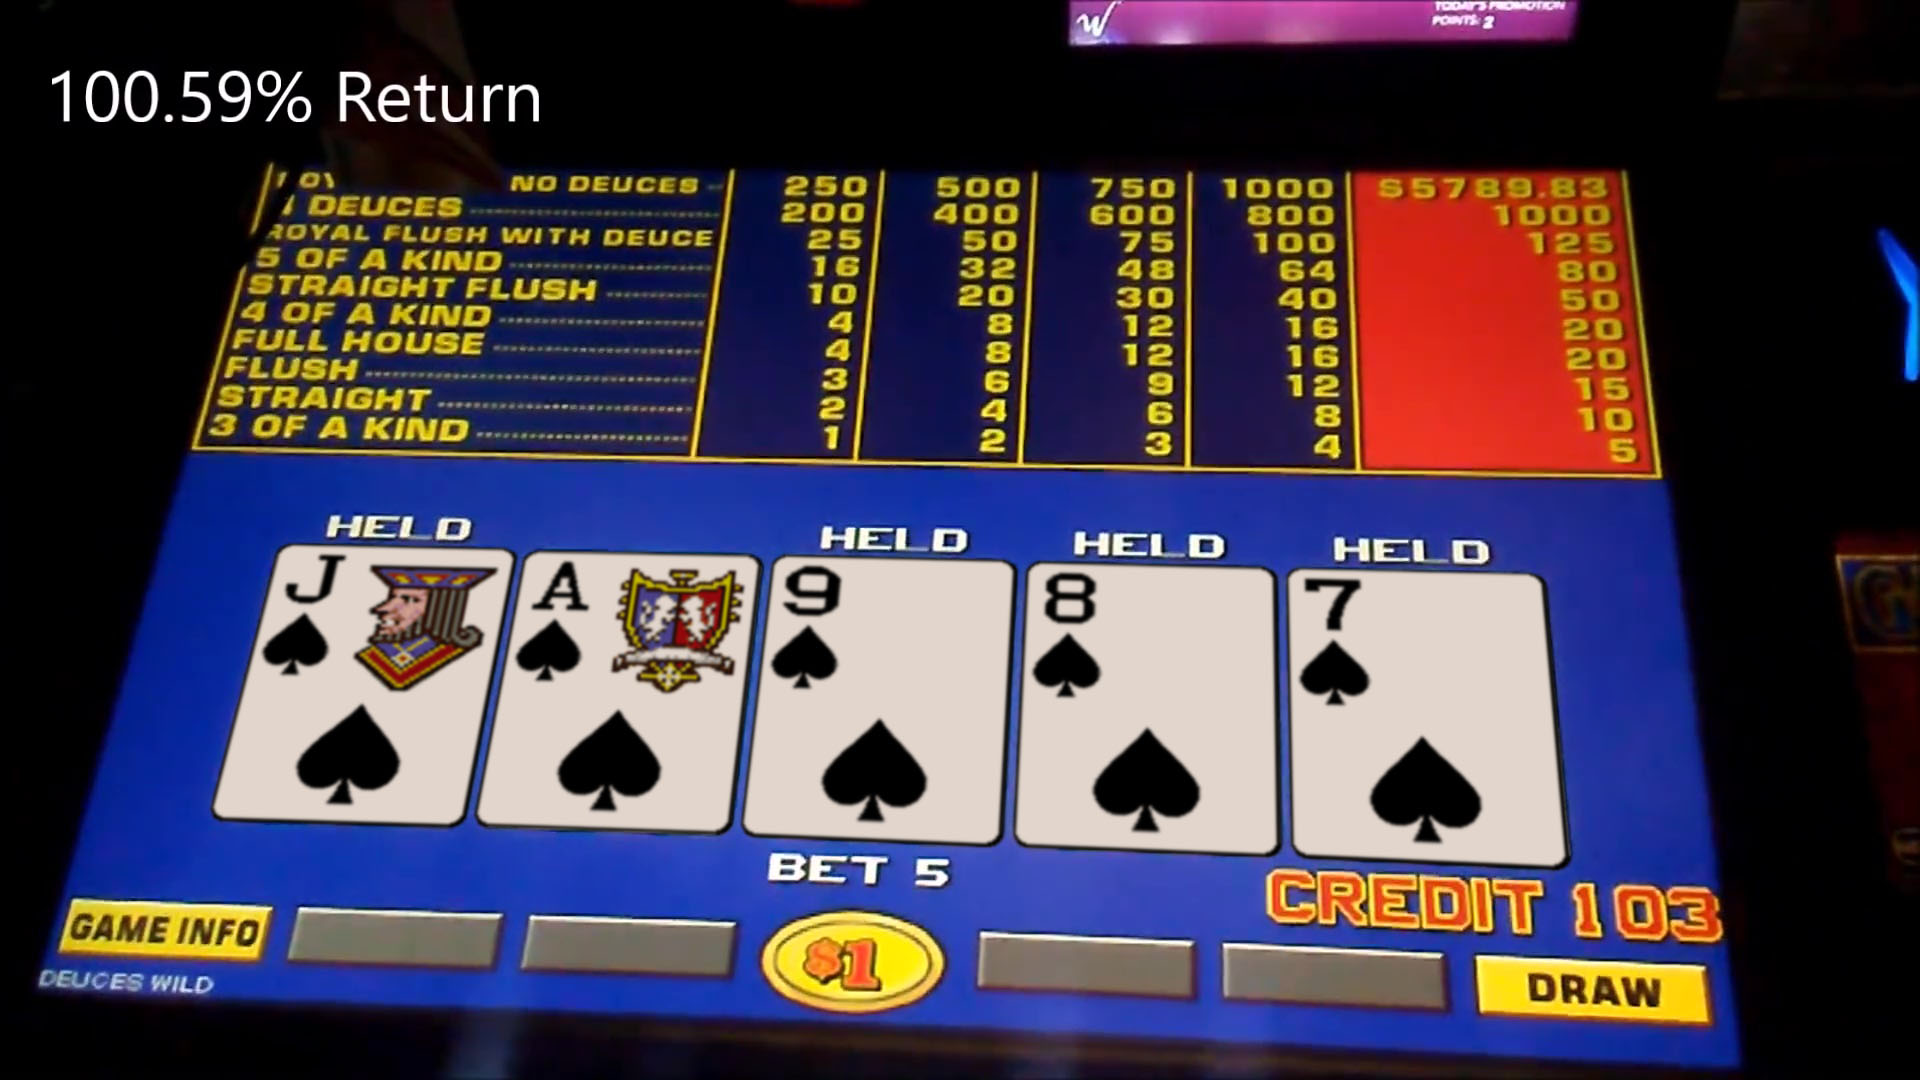 TODAY'S PROMOTION
POINTS: 2
100.59% Return
NO DEUCES 250 500 750 1000 $5789.83
DEUCES 200 400 600 800 1000
ROYAL FLUSH WITH DEUCE 25 50 75 100 125
5 OF A KIND 16 32 48 64 80
STRAIGHT FLUSH 10 20 30 40 50
4 OF A KIND 4 8 12 16 20
FULL HOUSE 4 8 12 16 20
FLUSH 3 6 9 12 15
STRAIGHT 2 4 6 8 10
3 OF A KIND 1 2 3 4 5
HELD HELD HELD HELD
J A 9 8 7
BET 5
CREDIT 103
GAME INFO $1 DRAW
DEUCES WILD